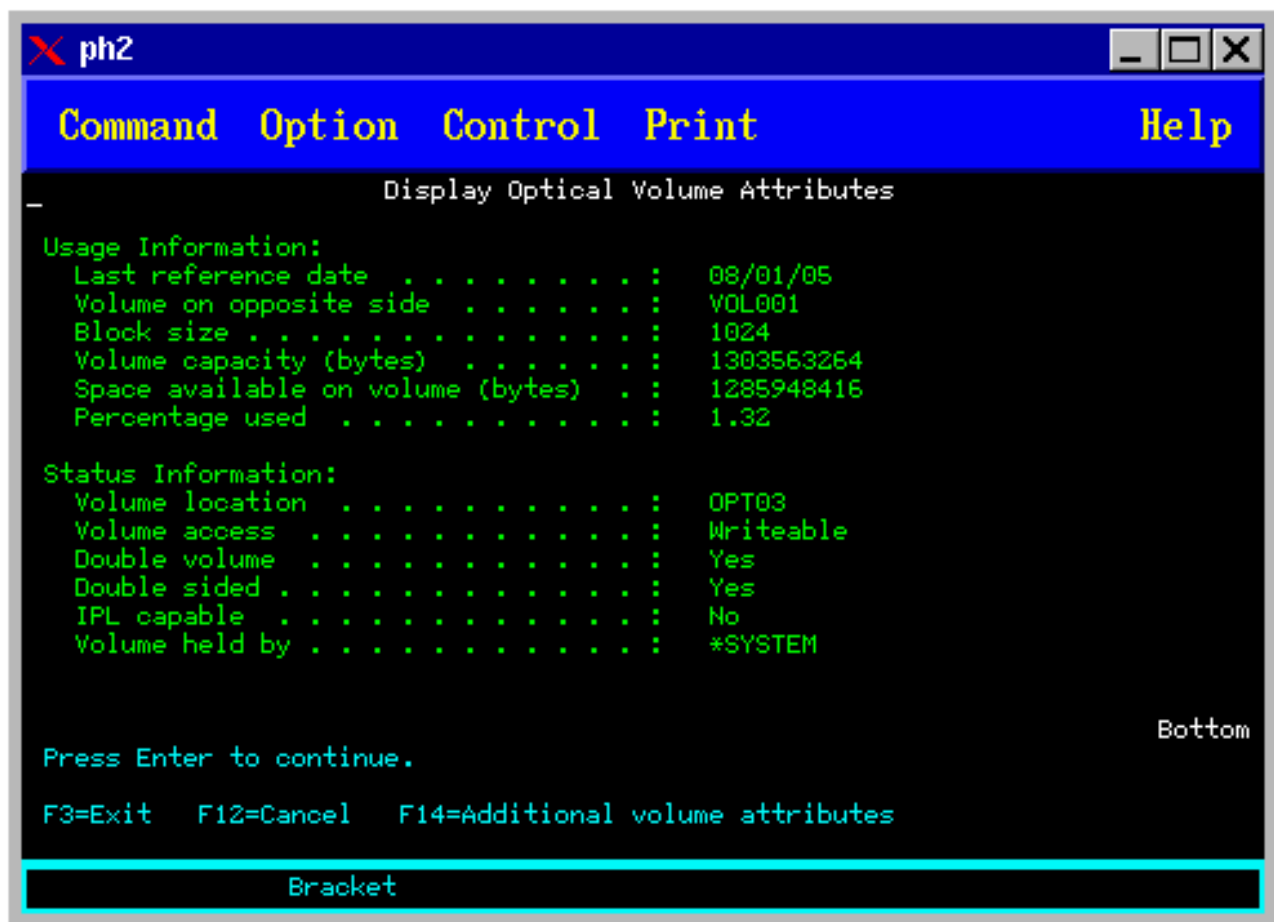 ph2
Command Option Control Print Help
Display Optical Volume Attributes
_
Usage Information:
Last reference date . . . . . . . . : 08/01/05
Volume on opposite side . . . . . . : VOL001
Block size . . . . . . . . . . . . . : 1024
Volume capacity (bytes) . . . . . . : 1303563264
Space available on volume (bytes) . : 1285948416
Percentage used . . . . . . . . . . : 1.32
Status Information:
Volume location . . . . . . . . . . : OPT03
Volume access . . . . . . . . . . . : Writeable
Double volume . . . . . . . . . . . : Yes
Double sided . . . . . . . . . . . . : Yes
IPL capable . . . . . . . . . . . . : No
Volume held by . . . . . . . . . . . : *SYSTEM
Bottom
Press Enter to continue.
F3=Exit F12=Cancel F14=Additional volume attributes
Bracket